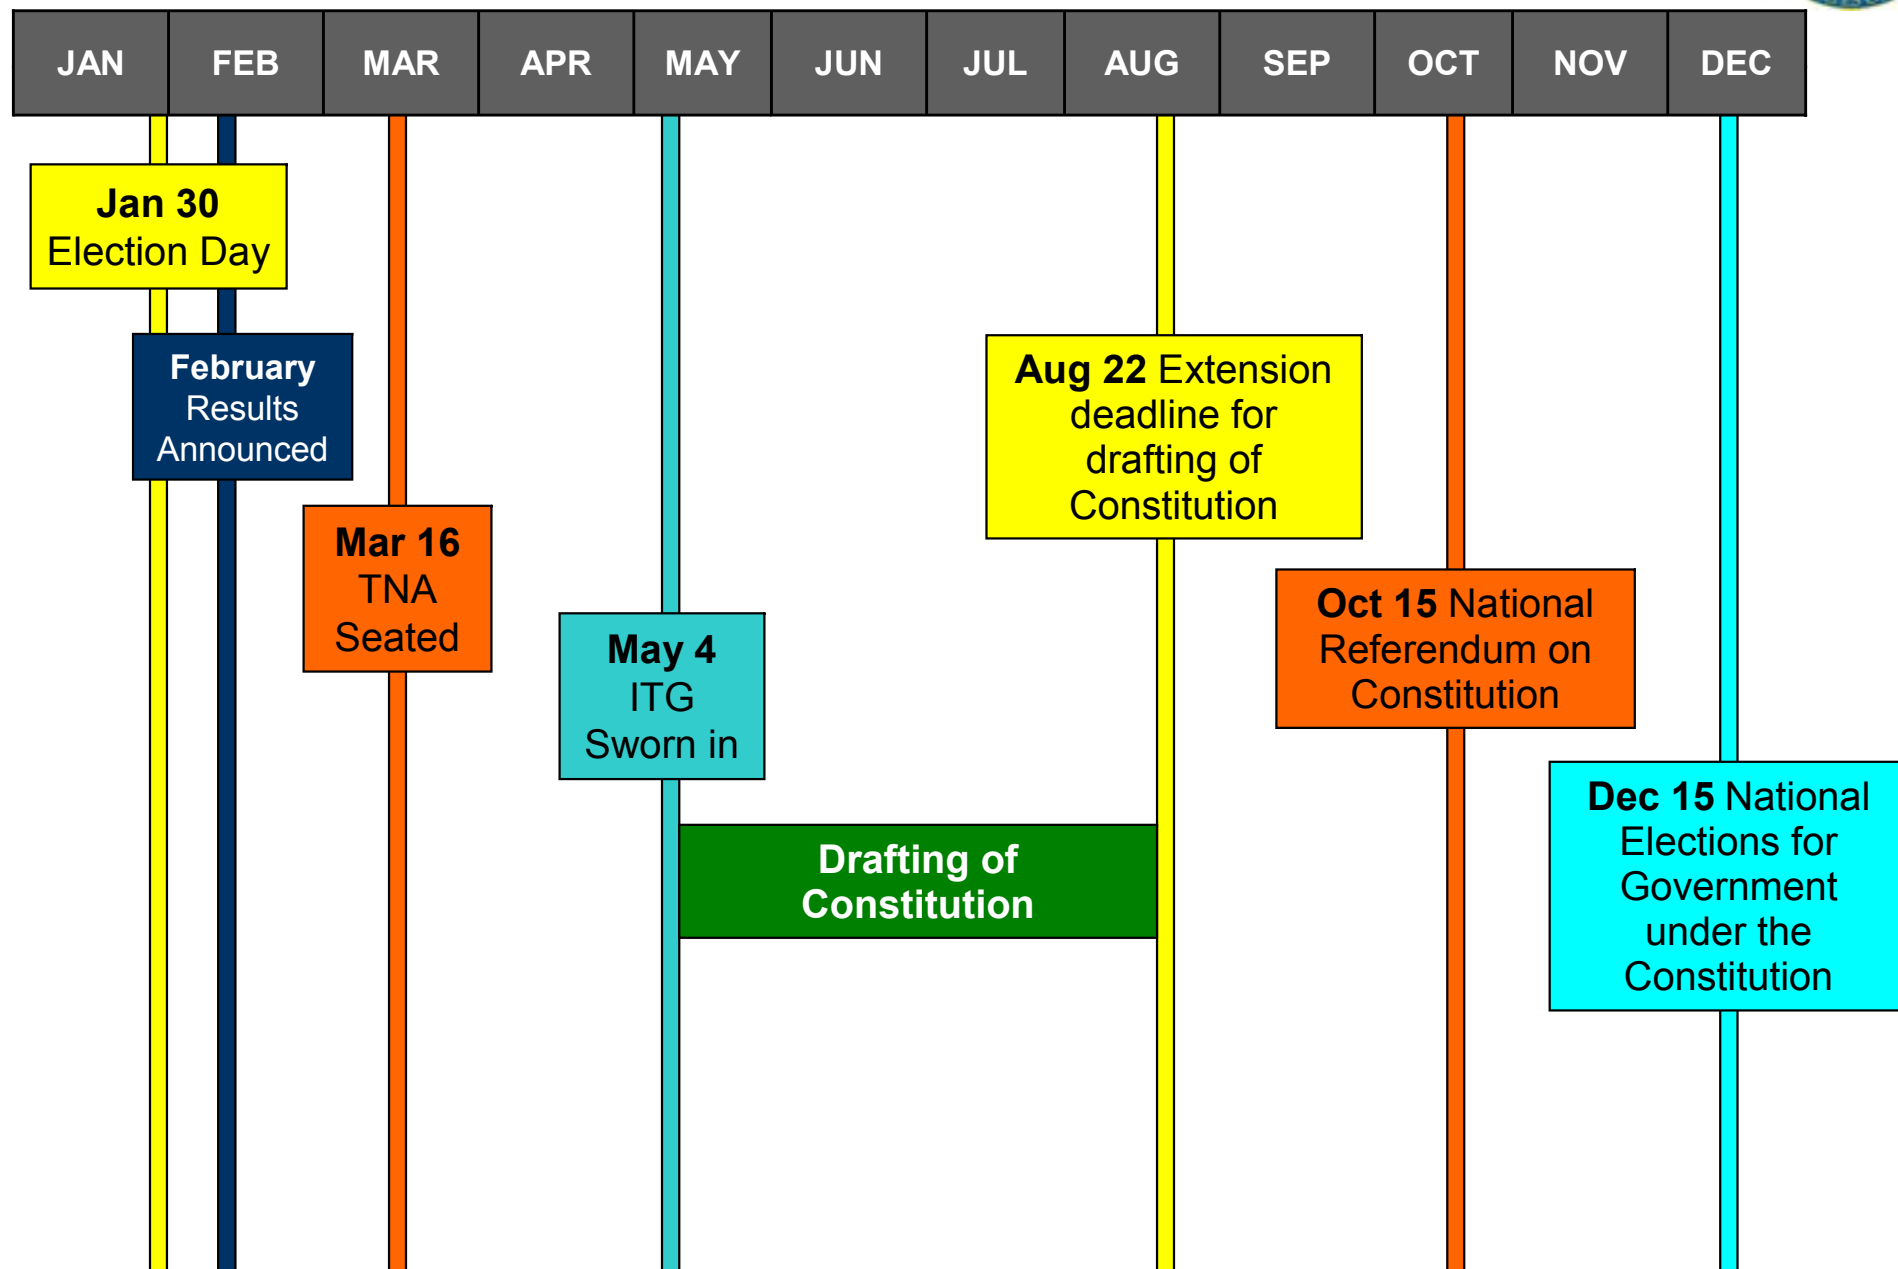 JAN FEB MAR APR MAY JUN JUL AUG SEP OCT NOV DEC
Jan 30
Election Day
February
Results
Announced
Mar 16
TNA
Seated
May 4
ITG
Sworn in
Drafting of
Constitution
Aug 22 Extension
deadline for
drafting of
Constitution
Oct 15 National
Referendum on
Constitution
Dec 15 National
Elections for
Government
under the
Constitution